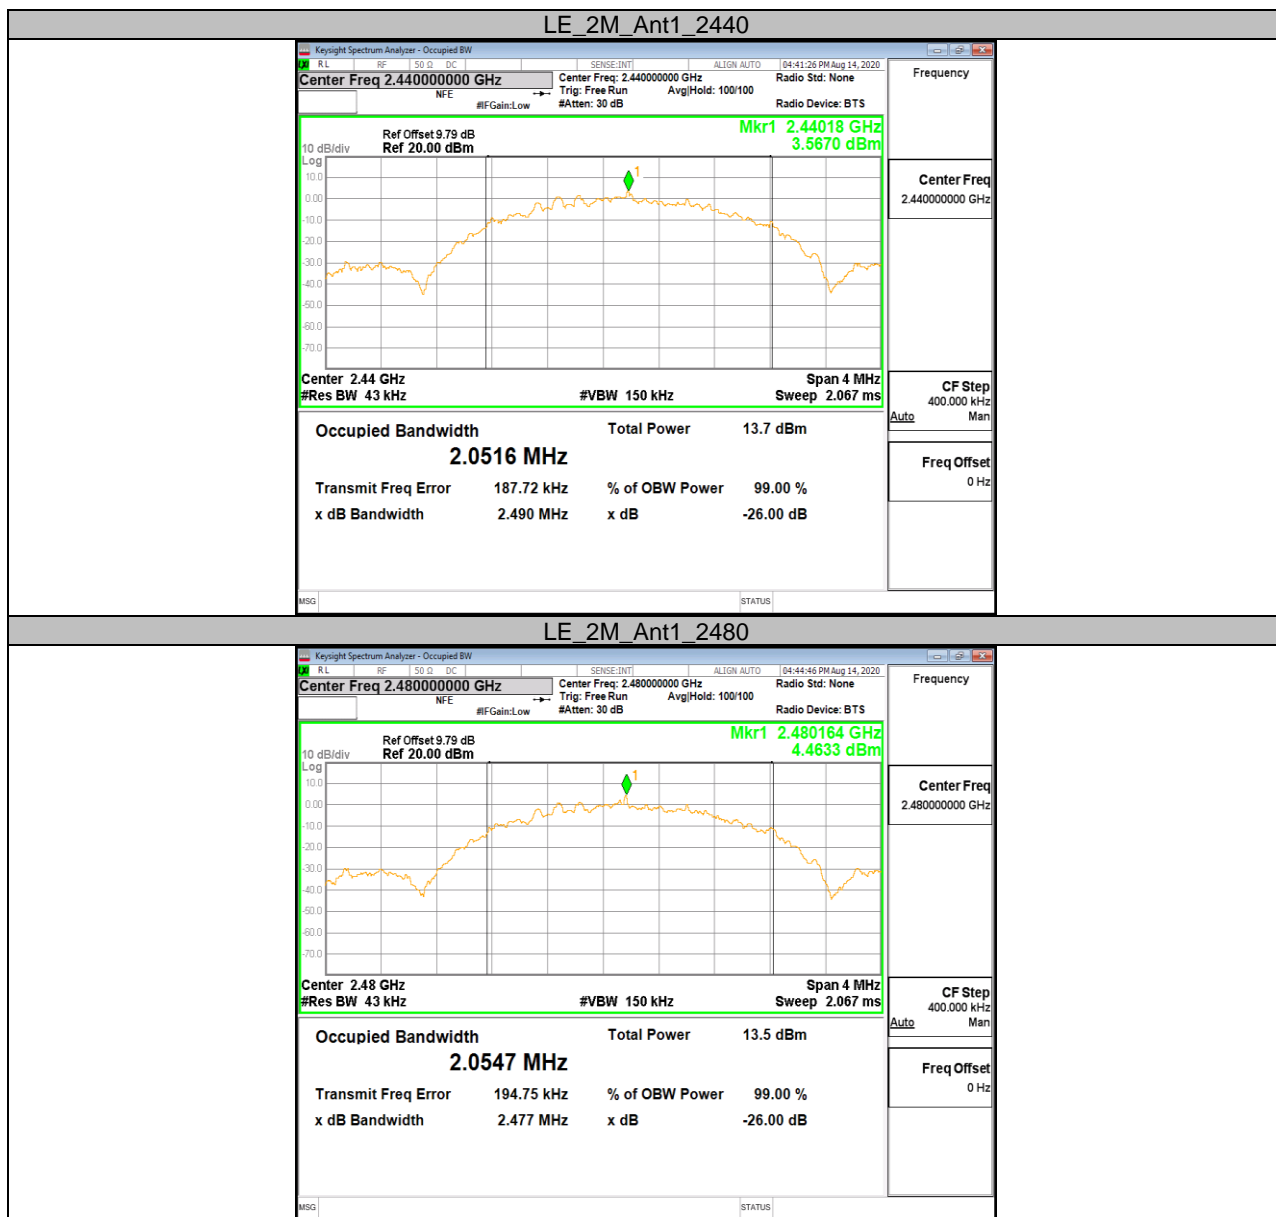 LE_2M_Ant1_2440
Keysight Spectrum Analyzer - Occupied BW
RL RF 50 Ω DC SENSE:INT ALIGN AUTO 04:41:26 PM Aug 14, 2020
Center Freq 2.440000000 GHz
Center Freq: 2.440000000 GHz Radio Std: None
NFE Trig: Free Run Avg|Hold: 100/100
#IFGain:Low #Atten: 30 dB Radio Device: BTS
Frequency
Mkr1 2.44018 GHz
3.5670 dBm
Ref Offset 9.79 dB
10 dB/div Ref 20.00 dBm
Log
10.0
0.00
-10.0
-20.0
-30.0
-40.0
-50.0
-60.0
-70.0
1
Center 2.44 GHz Span 4 MHz
#Res BW 43 kHz #VBW 150 kHz Sweep 2.067 ms
Center Freq
2.440000000 GHz
CF Step
400.000 kHz
Auto Man
Freq Offset
0 Hz
Occupied Bandwidth Total Power 13.7 dBm
2.0516 MHz
Transmit Freq Error 187.72 kHz % of OBW Power 99.00 %
x dB Bandwidth 2.490 MHz x dB -26.00 dB
MSG STATUS
LE_2M_Ant1_2480
Keysight Spectrum Analyzer - Occupied BW
RL RF 50 Ω DC SENSE:INT ALIGN AUTO 04:44:46 PM Aug 14, 2020
Center Freq 2.480000000 GHz
Center Freq: 2.480000000 GHz Radio Std: None
NFE Trig: Free Run Avg|Hold: 100/100
#IFGain:Low #Atten: 30 dB Radio Device: BTS
Frequency
Mkr1 2.480164 GHz
4.4633 dBm
Ref Offset 9.79 dB
10 dB/div Ref 20.00 dBm
Log
10.0
0.00
-10.0
-20.0
-30.0
-40.0
-50.0
-60.0
-70.0
1
Center 2.48 GHz Span 4 MHz
#Res BW 43 kHz #VBW 150 kHz Sweep 2.067 ms
Center Freq
2.480000000 GHz
CF Step
400.000 kHz
Auto Man
Freq Offset
0 Hz
Occupied Bandwidth Total Power 13.5 dBm
2.0547 MHz
Transmit Freq Error 194.75 kHz % of OBW Power 99.00 %
x dB Bandwidth 2.477 MHz x dB -26.00 dB
MSG STATUS